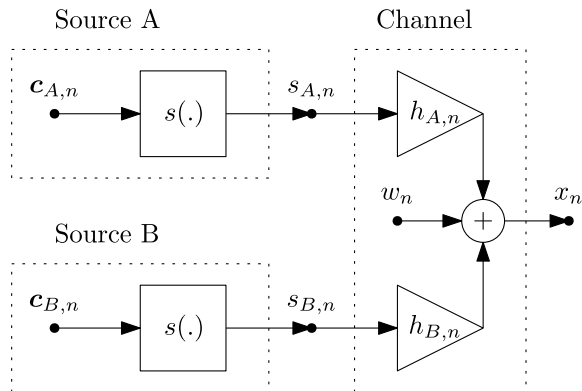 Source A
Channel
c_{A,n}
s(.)
s_{A,n}
h_{A,n}
w_n
+
x_n
Source B
c_{B,n}
s(.)
s_{B,n}
h_{B,n}